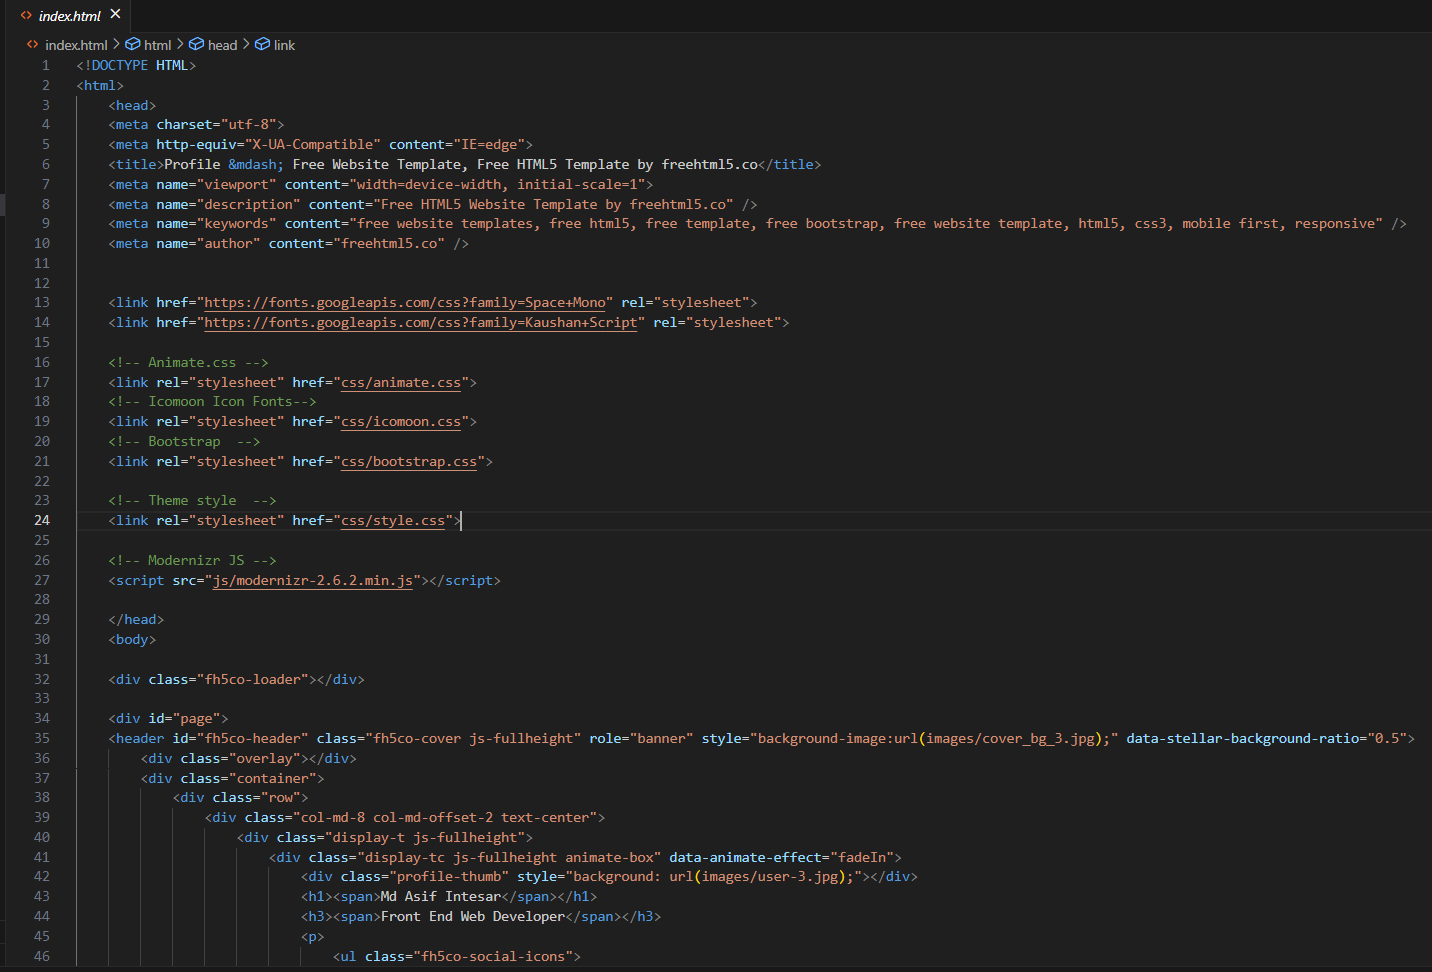 index.html
index.html > html > head > link
1 <!DOCTYPE HTML>
2 <html>
3 <head>
4 <meta charset="utf-8">
5 <meta http-equiv="X-UA-Compatible" content="IE=edge">
6 <title>Profile &mdash; Free Website Template, Free HTML5 Template by freehtml5.co</title>
7 <meta name="viewport" content="width=device-width, initial-scale=1">
8 <meta name="description" content="Free HTML5 Website Template by freehtml5.co" />
9 <meta name="keywords" content="free website templates, free html5, free template, free bootstrap, free website template, html5, css3, mobile first, responsive" />
10 <meta name="author" content="freehtml5.co" />
11
12
13 <link href="https://fonts.googleapis.com/css?family=Space+Mono" rel="stylesheet">
14 <link href="https://fonts.googleapis.com/css?family=Kaushan+Script" rel="stylesheet">
15
16 <!-- Animate.css -->
17 <link rel="stylesheet" href="css/animate.css">
18 <!-- Icomoon Icon Fonts-->
19 <link rel="stylesheet" href="css/icomoon.css">
20 <!-- Bootstrap  -->
21 <link rel="stylesheet" href="css/bootstrap.css">
22
23 <!-- Theme style  -->
24 <link rel="stylesheet" href="css/style.css">
25
26 <!-- Modernizr JS -->
27 <script src="js/modernizr-2.6.2.min.js"></script>
28
29 </head>
30 <body>
31
32 <div class="fh5co-loader"></div>
33
34 <div id="page">
35 <header id="fh5co-header" class="fh5co-cover js-fullheight" role="banner" style="background-image:url(images/cover_bg_3.jpg);" data-stellar-background-ratio="0.5">
36 <div class="overlay"></div>
37 <div class="container">
38 <div class="row">
39 <div class="col-md-8 col-md-offset-2 text-center">
40 <div class="display-t js-fullheight">
41 <div class="display-tc js-fullheight animate-box" data-animate-effect="fadeIn">
42 <div class="profile-thumb" style="background: url(images/user-3.jpg);"></div>
43 <h1><span>Md Asif Intesar</span></h1>
44 <h3><span>Front End Web Developer</span></h3>
45 <p>
46 <ul class="fh5co-social-icons">